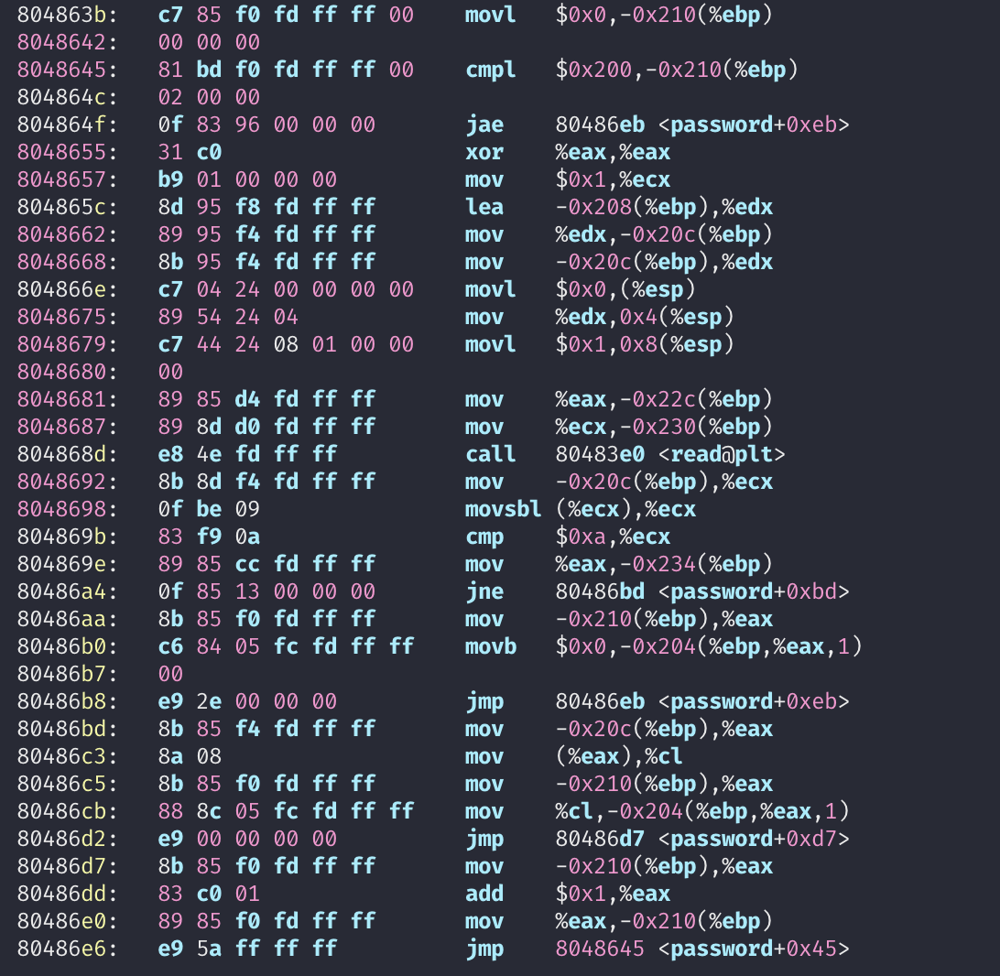 804863b: c7 85 f0 fd ff ff 00 movl $0x0,-0x210(%ebp)
8048642: 00 00 00
8048645: 81 bd f0 fd ff ff 00 cmpl $0x200,-0x210(%ebp)
804864c: 02 00 00
804864f: 0f 83 96 00 00 00 jae 80486eb <password+0xeb>
8048655: 31 c0 xor %eax,%eax
8048657: b9 01 00 00 00 mov $0x1,%ecx
804865c: 8d 95 f8 fd ff ff lea -0x208(%ebp),%edx
8048662: 89 95 f4 fd ff ff mov %edx,-0x20c(%ebp)
8048668: 8b 95 f4 fd ff ff mov -0x20c(%ebp),%edx
804866e: c7 04 24 00 00 00 00 movl $0x0,(%esp)
8048675: 89 54 24 04 mov %edx,0x4(%esp)
8048679: c7 44 24 08 01 00 00 movl $0x1,0x8(%esp)
8048680: 00
8048681: 89 85 d4 fd ff ff mov %eax,-0x22c(%ebp)
8048687: 89 8d d0 fd ff ff mov %ecx,-0x230(%ebp)
804868d: e8 4e fd ff ff call 80483e0 <read@plt>
8048692: 8b 8d f4 fd ff ff mov -0x20c(%ebp),%ecx
8048698: 0f be 09 movsbl (%ecx),%ecx
804869b: 83 f9 0a cmp $0xa,%ecx
804869e: 89 85 cc fd ff ff mov %eax,-0x234(%ebp)
80486a4: 0f 85 13 00 00 00 jne 80486bd <password+0xbd>
80486aa: 8b 85 f0 fd ff ff mov -0x210(%ebp),%eax
80486b0: c6 84 05 fc fd ff ff movb $0x0,-0x204(%ebp,%eax,1)
80486b7: 00
80486b8: e9 2e 00 00 00 jmp 80486eb <password+0xeb>
80486bd: 8b 85 f4 fd ff ff mov -0x20c(%ebp),%eax
80486c3: 8a 08 mov (%eax),%cl
80486c5: 8b 85 f0 fd ff ff mov -0x210(%ebp),%eax
80486cb: 88 8c 05 fc fd ff ff mov %cl,-0x204(%ebp,%eax,1)
80486d2: e9 00 00 00 00 jmp 80486d7 <password+0xd7>
80486d7: 8b 85 f0 fd ff ff mov -0x210(%ebp),%eax
80486dd: 83 c0 01 add $0x1,%eax
80486e0: 89 85 f0 fd ff ff mov %eax,-0x210(%ebp)
80486e6: e9 5a ff ff ff jmp 8048645 <password+0x45>